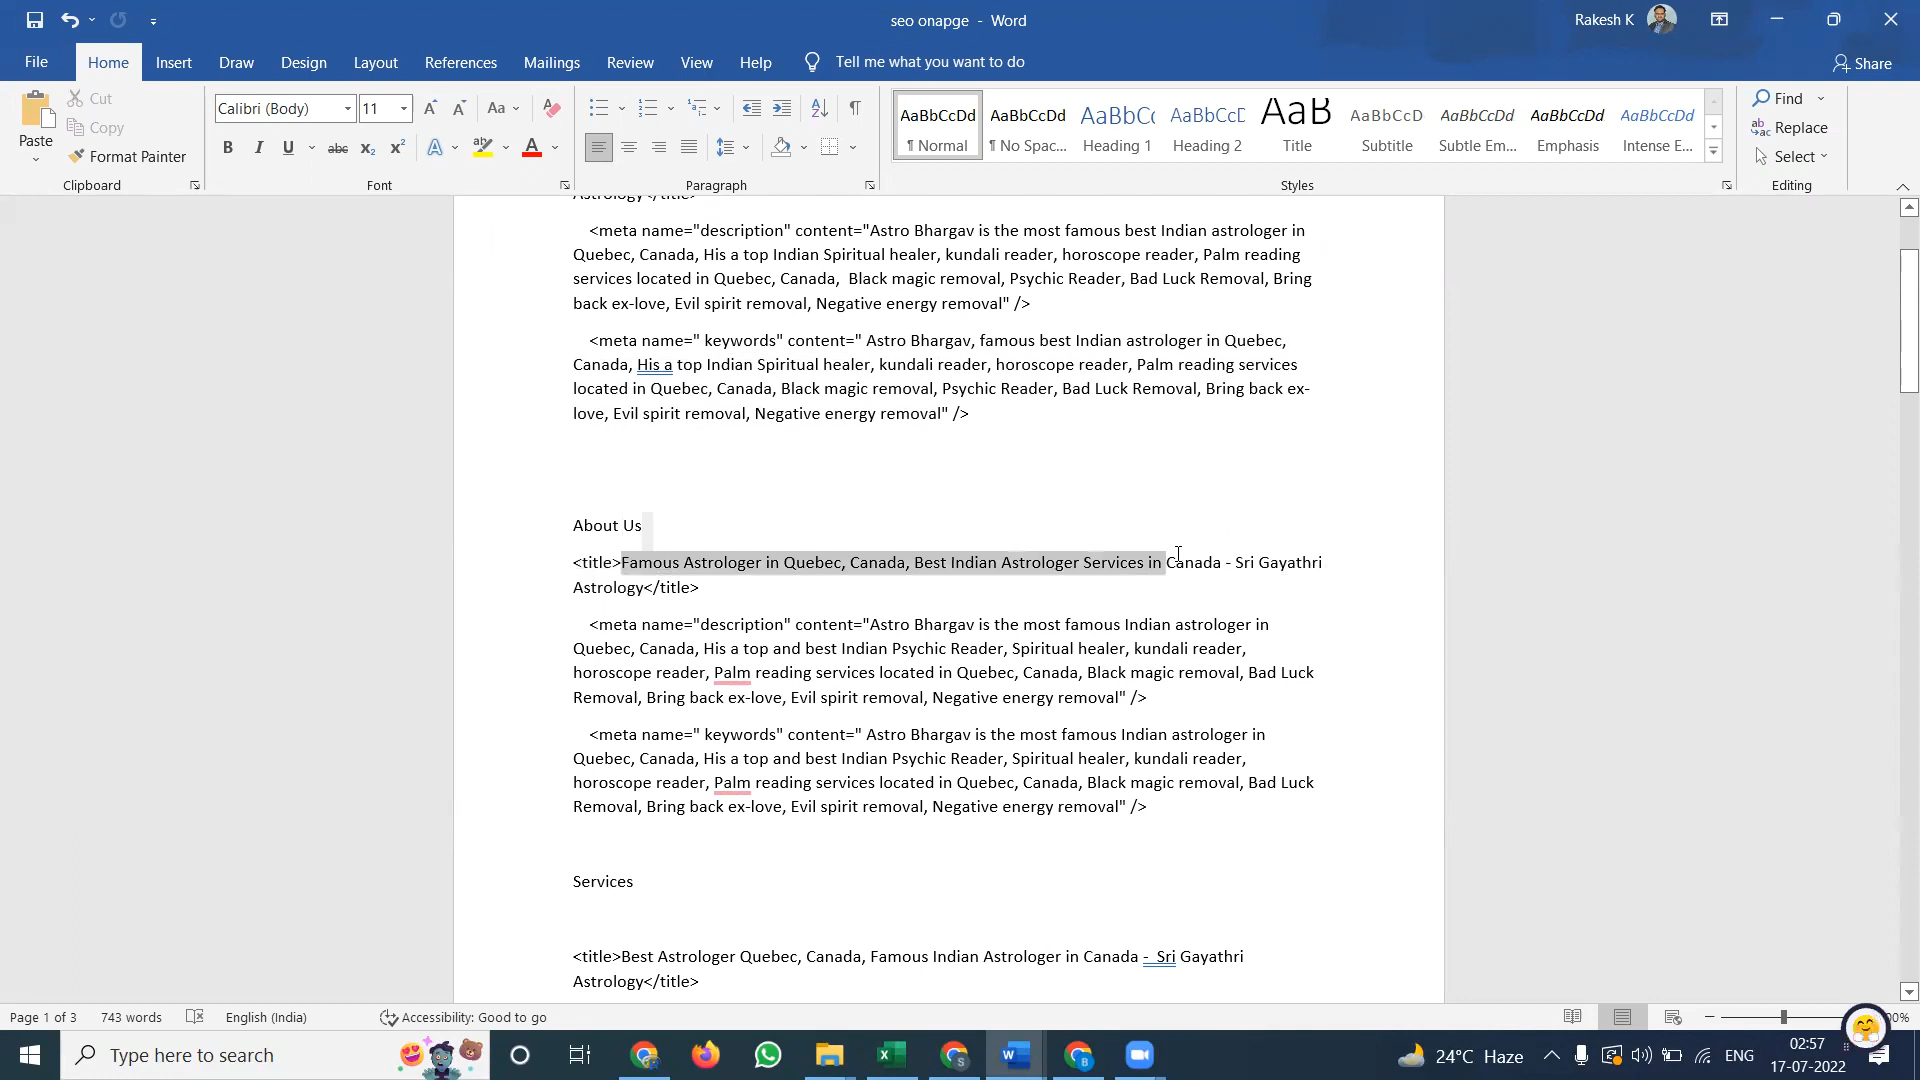 seo onapge - Word
Rakesh K
File
Home
Insert
Draw
Design
Layout
References
Mailings
Review
View
Help
Tell me what you want to do
Share
Paste
Cut
Copy
Format Painter
Clipboard
Calibri (Body)
11
Font
Paragraph
AaBbCcDd
¶ Normal
AaBbCcDd
¶ No Spac...
Heading 1
Heading 2
AaB
Title
AaBbCcD
Subtitle
AaBbCcDd
Subtle Em...
AaBbCcDd
Emphasis
AaBbCcDd
Intense E...
Styles
Find
Replace
Select
Editing
<meta name="description" content="Astro Bhargav is the most famous best Indian astrologer in
Quebec, Canada, His a top Indian Spiritual healer, kundali reader, horoscope reader, Palm reading
services located in Quebec, Canada,  Black magic removal, Psychic Reader, Bad Luck Removal, Bring
back ex-love, Evil spirit removal, Negative energy removal" />
<meta name=" keywords" content=" Astro Bhargav, famous best Indian astrologer in Quebec,
Canada, His a top Indian Spiritual healer, kundali reader, horoscope reader, Palm reading services
located in Quebec, Canada, Black magic removal, Psychic Reader, Bad Luck Removal, Bring back ex-
love, Evil spirit removal, Negative energy removal" />
About Us
<title>Famous Astrologer in Quebec, Canada, Best Indian Astrologer Services in Canada - Sri Gayathri
Astrology</title>
<meta name="description" content="Astro Bhargav is the most famous Indian astrologer in
Quebec, Canada, His a top and best Indian Psychic Reader, Spiritual healer, kundali reader,
horoscope reader, Palm reading services located in Quebec, Canada, Black magic removal, Bad Luck
Removal, Bring back ex-love, Evil spirit removal, Negative energy removal" />
<meta name=" keywords" content=" Astro Bhargav is the most famous Indian astrologer in
Quebec, Canada, His a top and best Indian Psychic Reader, Spiritual healer, kundali reader,
horoscope reader, Palm reading services located in Quebec, Canada, Black magic removal, Bad Luck
Removal, Bring back ex-love, Evil spirit removal, Negative energy removal" />
Services
<title>Best Astrologer Quebec, Canada, Famous Indian Astrologer in Canada -  Sri Gayathri
Astrology</title>
Page 1 of 3
743 words
English (India)
Accessibility: Good to go
Type here to search
24°C Haze
ENG
02:57
17-07-2022